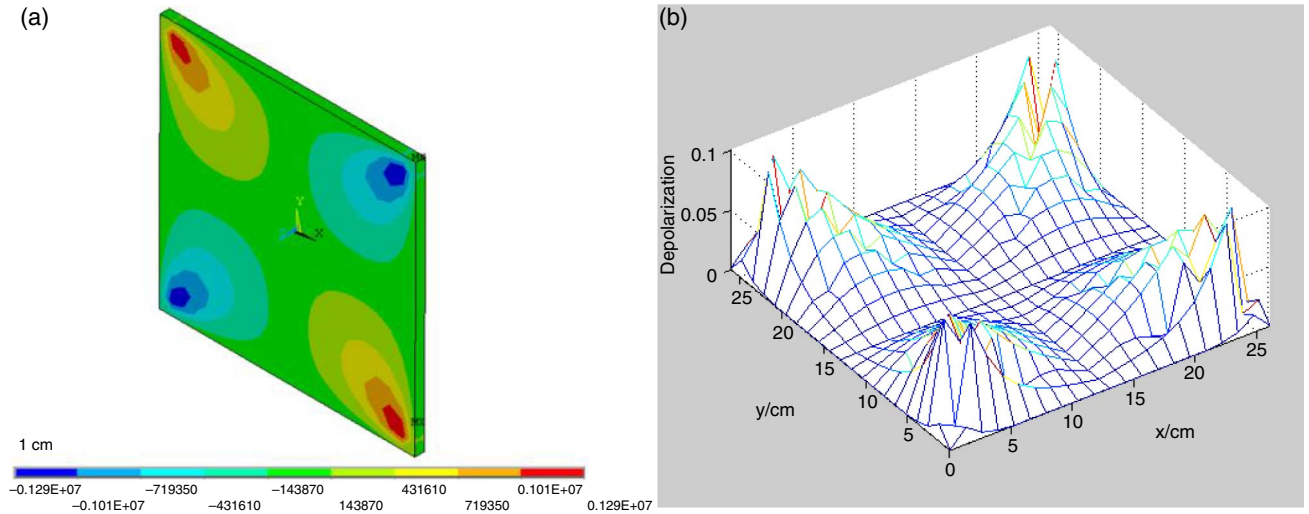 (a)
MN
Y
Z
X
MX
1 cm
−0.129E+07 −719350 −143870 431610 0.101E+07
−0.101E+07 −431610 143870 719350 0.129E+07
(b)
Depolarization
0.1
0.05
0
25
20
15
10
5
y/cm
0
5
10
15
20
25
x/cm